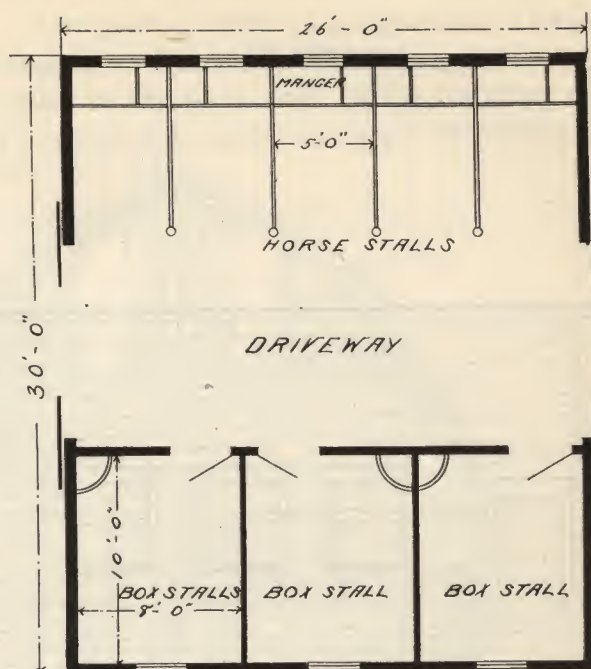 26'-0"
MANGER
5'-0"
HORSE STALLS
DRIVEWAY
30'-0"
10'-0"
BOX STALLS
BOX STALL
BOX STALL
8'-0"